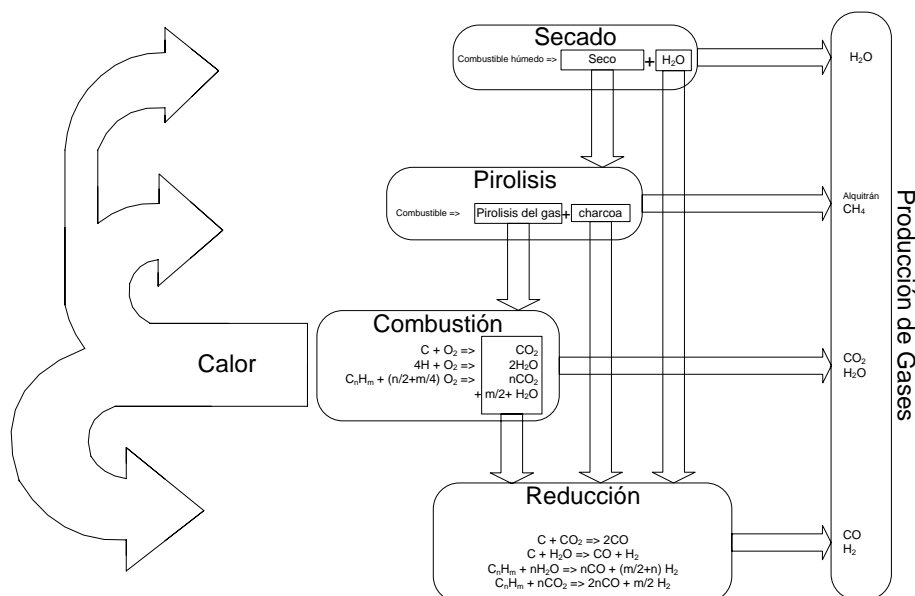 Secado
Combustible húmedo => Seco + H₂O
H₂O
Pirolisis
Combustible => Pirolisis del gas + charcoa
Alquitrán
CH₄
Combustión
C + O₂ => CO₂
4H + O₂ => 2H₂O
CₙHₘ + (n/2+m/4) O₂ => nCO₂
+ m/2+ H₂O
CO₂
H₂O
Calor
Reducción
C + CO₂ => 2CO
C + H₂O => CO + H₂
CₙHₘ + nH₂O => nCO + (m/2+n) H₂
CₙHₘ + nCO₂ => 2nCO + m/2 H₂
CO
H₂
Producción de Gases